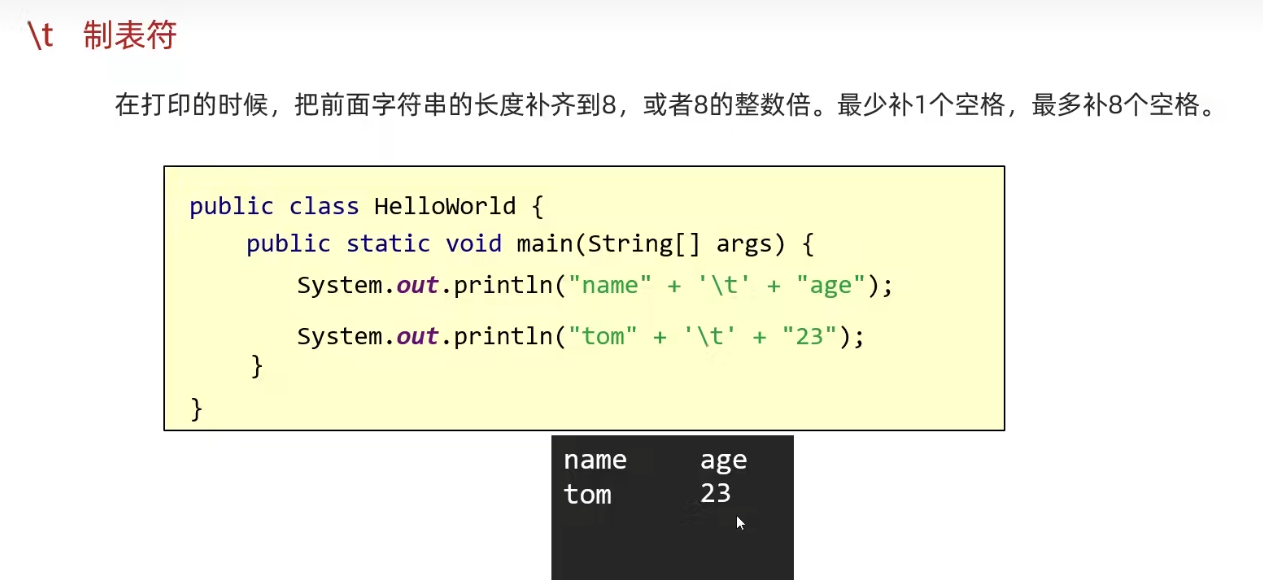 \t 制表符
在打印的时候，把前面字符串的长度补齐到8，或者8的整数倍。最少补1个空格，最多补8个空格。
public class HelloWorld {
public static void main(String[] args) {
System.out.println("name" + '\t' + "age");
System.out.println("tom" + '\t' + "23");
}
}
name age
tom 23